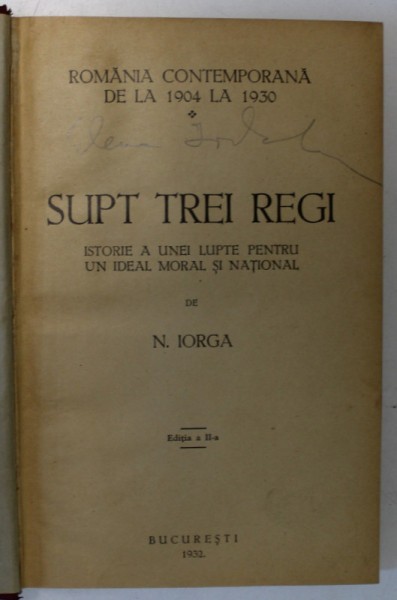 ROMÂNIA CONTEMPORANĂ
DE LA 1904 LA 1930
SUPT TREI REGI
ISTORIE A UNEI LUPTE PENTRU
UN IDEAL MORAL ȘI NAȚIONAL
DE
N. IORGA
Ediția a II-a
BUCUREȘTI
1932.